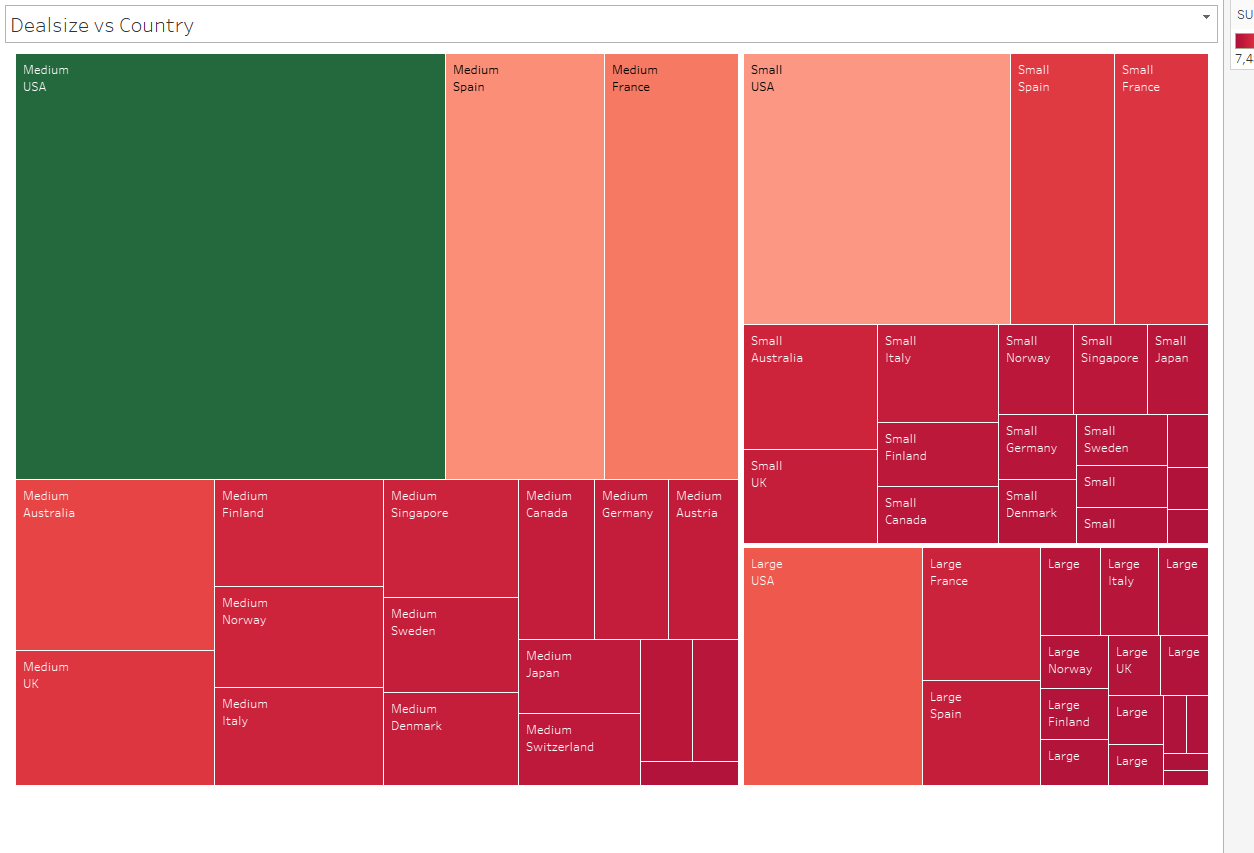 Dealsize vs Country
SU
7,4
Medium
USA
Medium
Spain
Medium
France
Small
USA
Small
Spain
Small
France
Small
Australia
Small
Italy
Small
Norway
Small
Singapore
Small
Japan
Small
UK
Small
Finland
Small
Canada
Small
Germany
Small
Denmark
Small
Sweden
Small
Small
Medium
Australia
Medium
UK
Medium
Finland
Medium
Norway
Medium
Italy
Medium
Singapore
Medium
Sweden
Medium
Denmark
Medium
Canada
Medium
Germany
Medium
Austria
Medium
Japan
Medium
Switzerland
Large
USA
Large
France
Large
Spain
Large
Large
Italy
Large
Large
Norway
Large
UK
Large
Large
Finland
Large
Large
Large